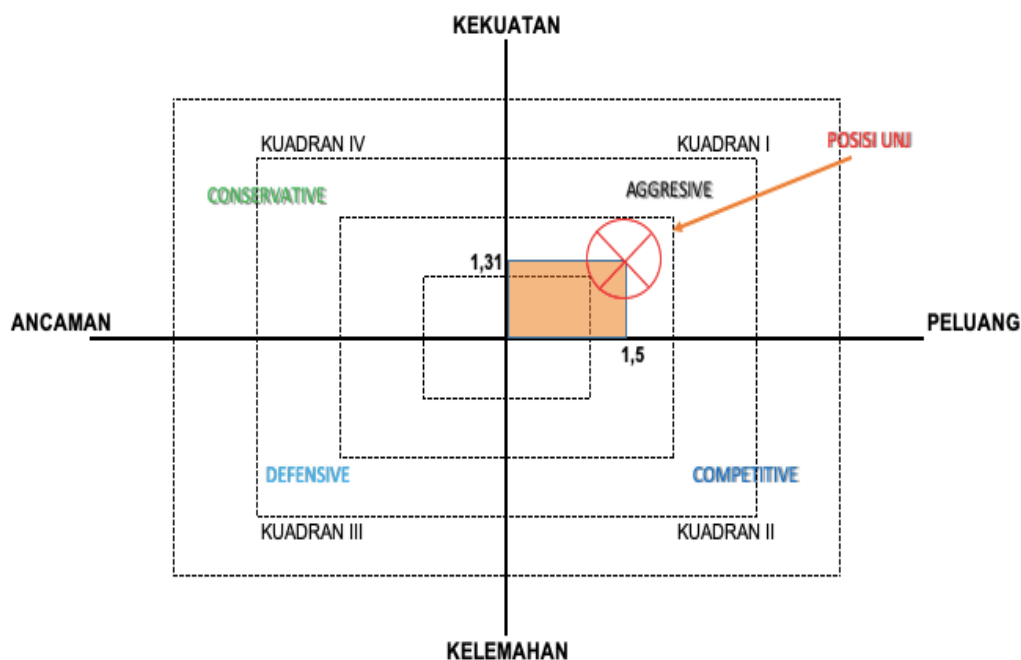 KEKUATAN
KUADRAN IV
KUADRAN I
POSISI UNJ
CONSERVATIVE
AGGRESIVE
1,31
ANCAMAN
PELUANG
1,5
DEFENSIVE
COMPETITIVE
KUADRAN III
KUADRAN II
KELEMAHAN